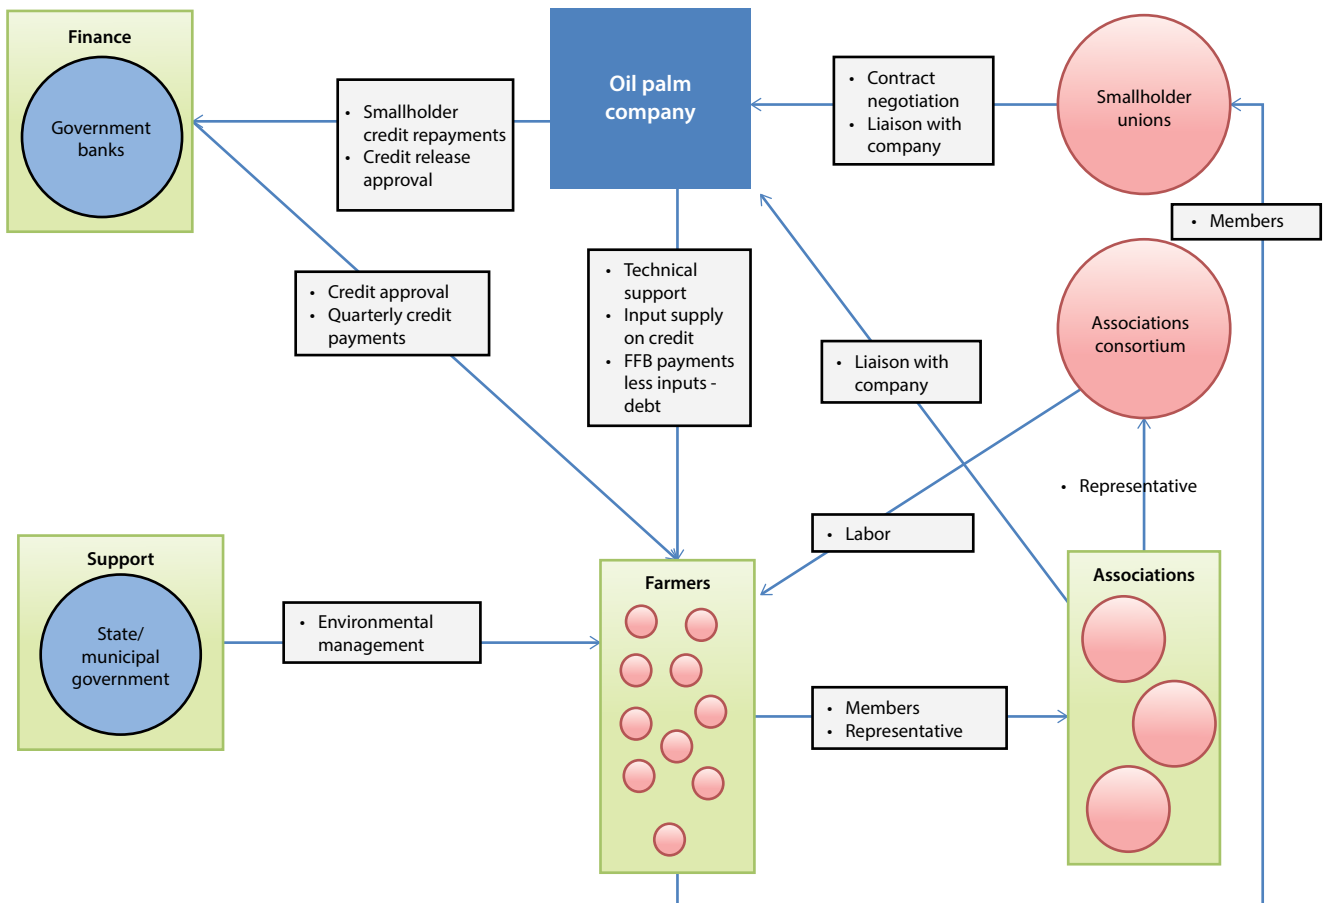 Finance
Government
banks
• Smallholder
credit repayments
• Credit release
approval
Oil palm
company
• Contract
negotiation
• Liaison with
company
Smallholder
unions
• Members
• Credit approval
• Quarterly credit
payments
• Technical
support
• Input supply
on credit
• FFB payments
less inputs -
debt
• Liaison with
company
Associations
consortium
• Representative
• Labor
Support
State/
municipal
government
• Environmental
management
Farmers
• Members
• Representative
Associations